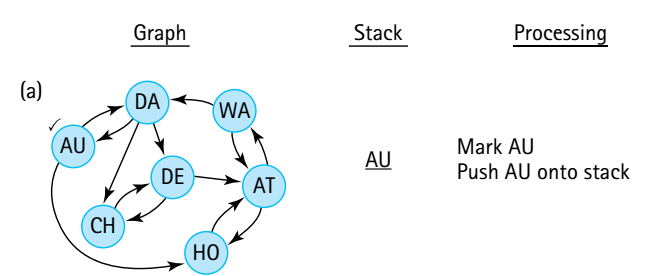 Graph Stack Processing
(a)
DA
WA
AU
AU
Mark AU
Push AU onto stack
DE
AT
CH
HO